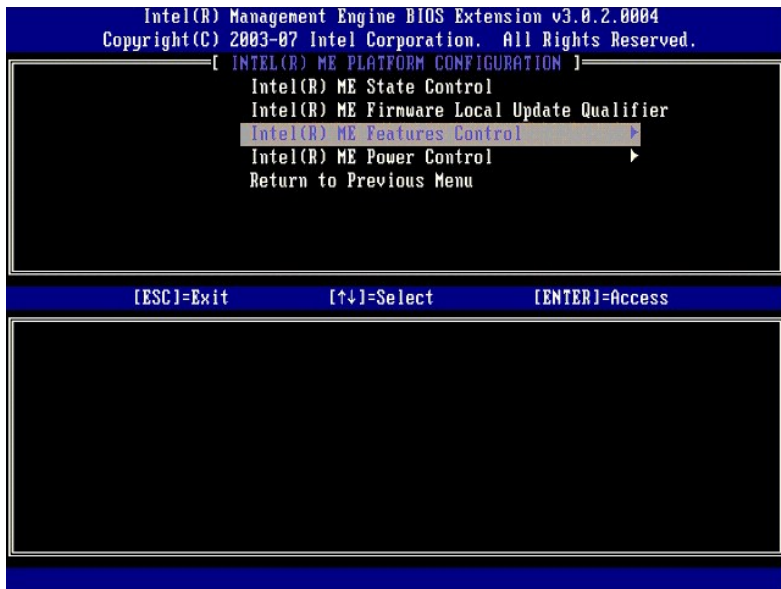 Intel(R) Management Engine BIOS Extension v3.0.2.0004
Copyright(C) 2003-07 Intel Corporation. All Rights Reserved.
[ INTEL(R) ME PLATFORM CONFIGURATION ]
Intel(R) ME State Control
Intel(R) ME Firmware Local Update Qualifier
Intel(R) ME Features Control ►
Intel(R) ME Power Control ►
Return to Previous Menu
[ESC]=Exit [↑↓]=Select [ENTER]=Access